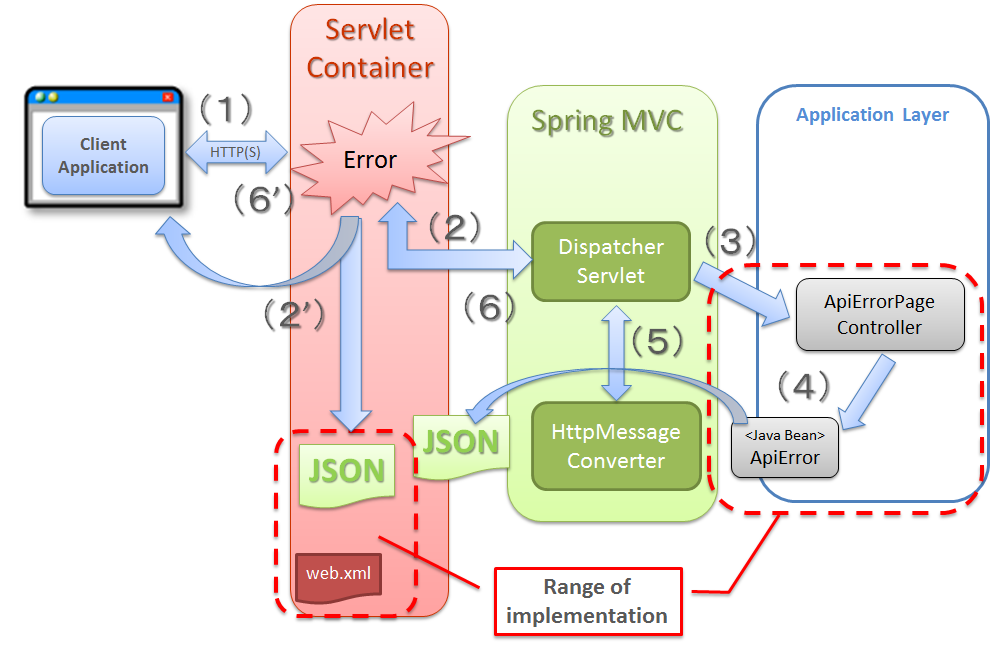 Servlet
Container
Spring MVC
Application Layer
Client
Application
（1）
HTTP(S)
Error
（6’）
（2）
（2’）
（6）
Dispatcher
Servlet
（3）
ApiErrorPage
Controller
（5）
（4）
JSON
JSON
HttpMessage
Converter
<Java Bean>
ApiError
web.xml
Range of
implementation